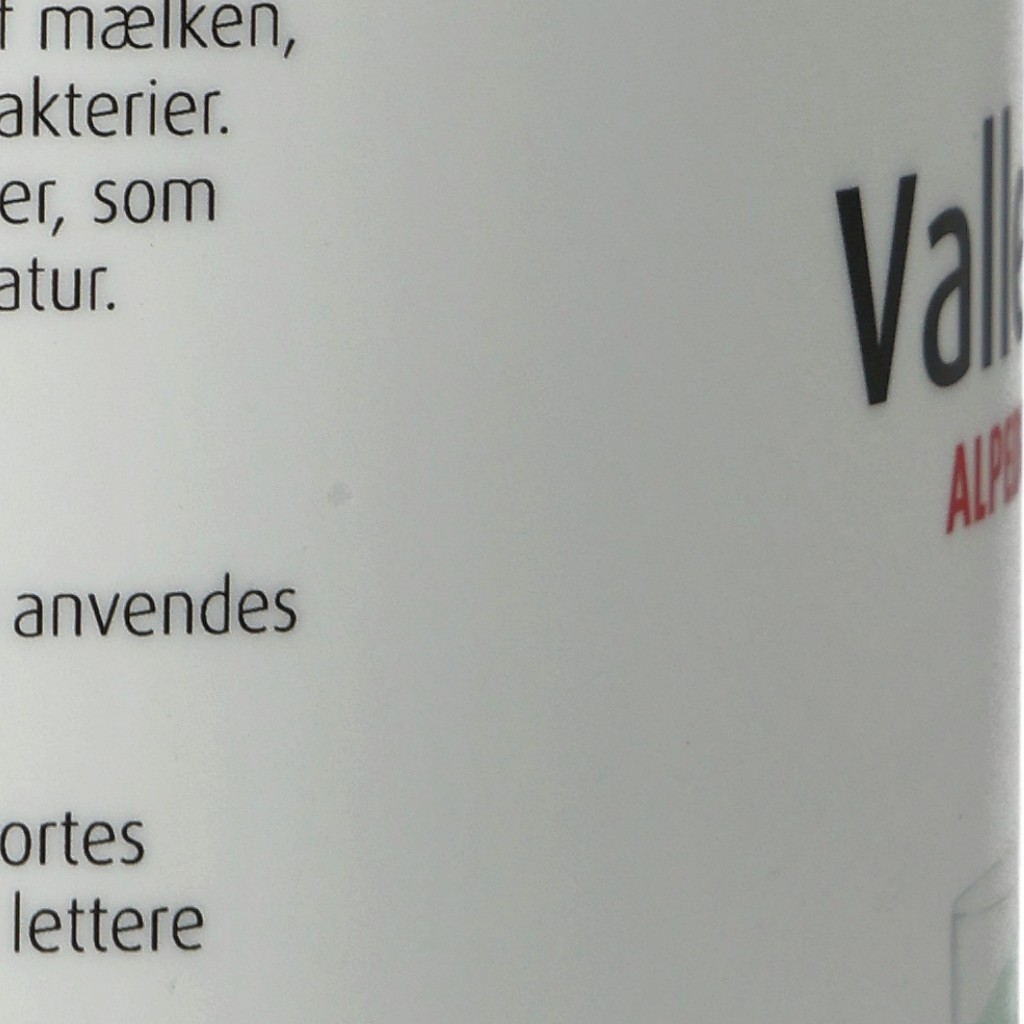 mælken,
akterier.
er, som
atur.
anvendes
ortes
lettere
Valle
ALPE